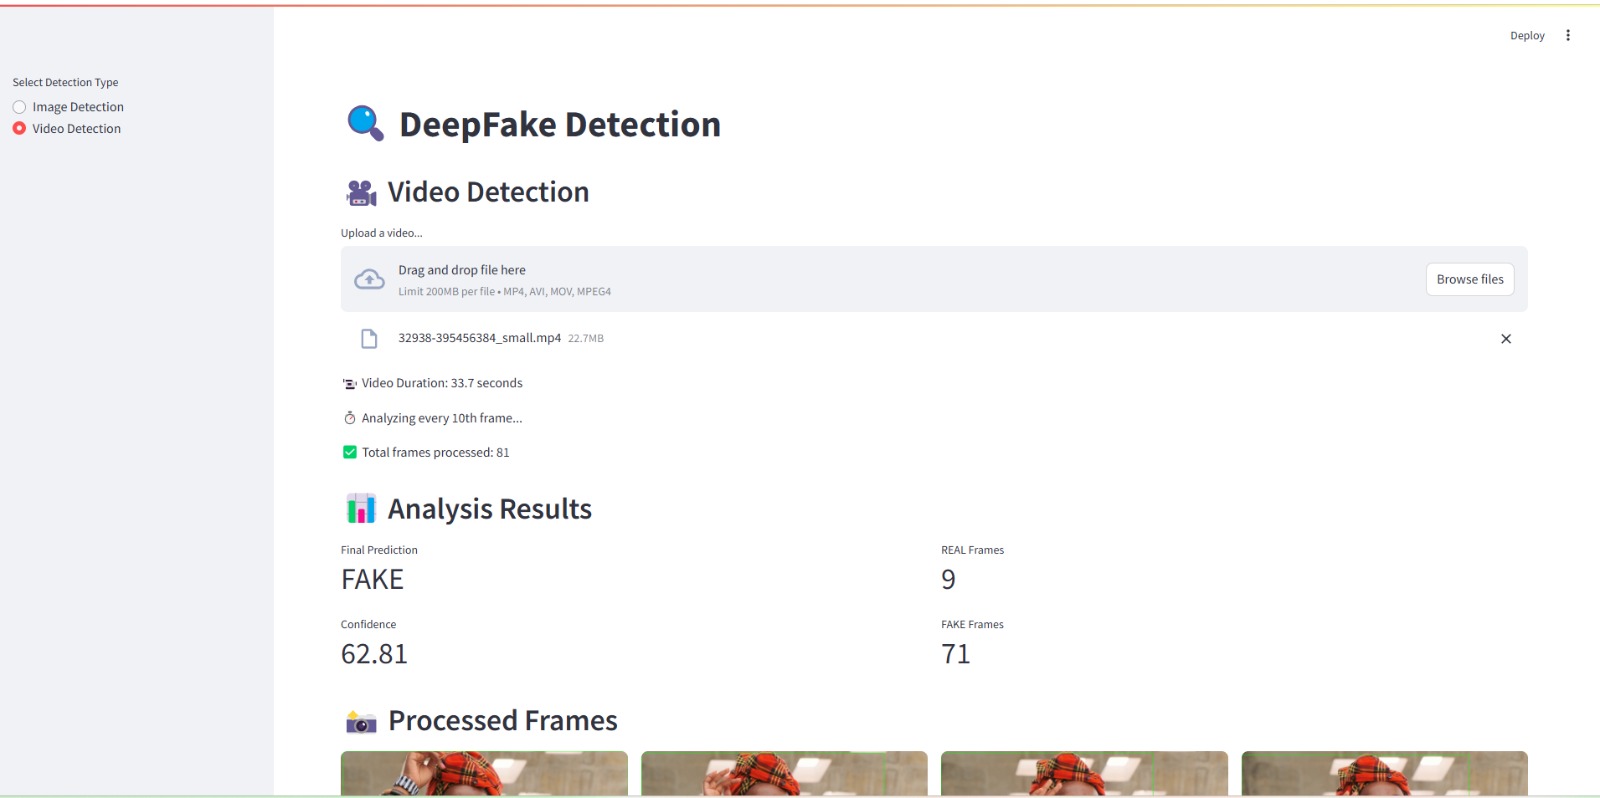 Deploy
Select Detection Type
Image Detection
Video Detection
DeepFake Detection
Video Detection
Upload a video...
Drag and drop file here
Limit 200MB per file • MP4, AVI, MOV, MPEG4
Browse files
32938-395456384_small.mp4 22.7MB
Video Duration: 33.7 seconds
Analyzing every 10th frame...
Total frames processed: 81
Analysis Results
Final Prediction
FAKE
Confidence
62.81
REAL Frames
9
FAKE Frames
71
Processed Frames